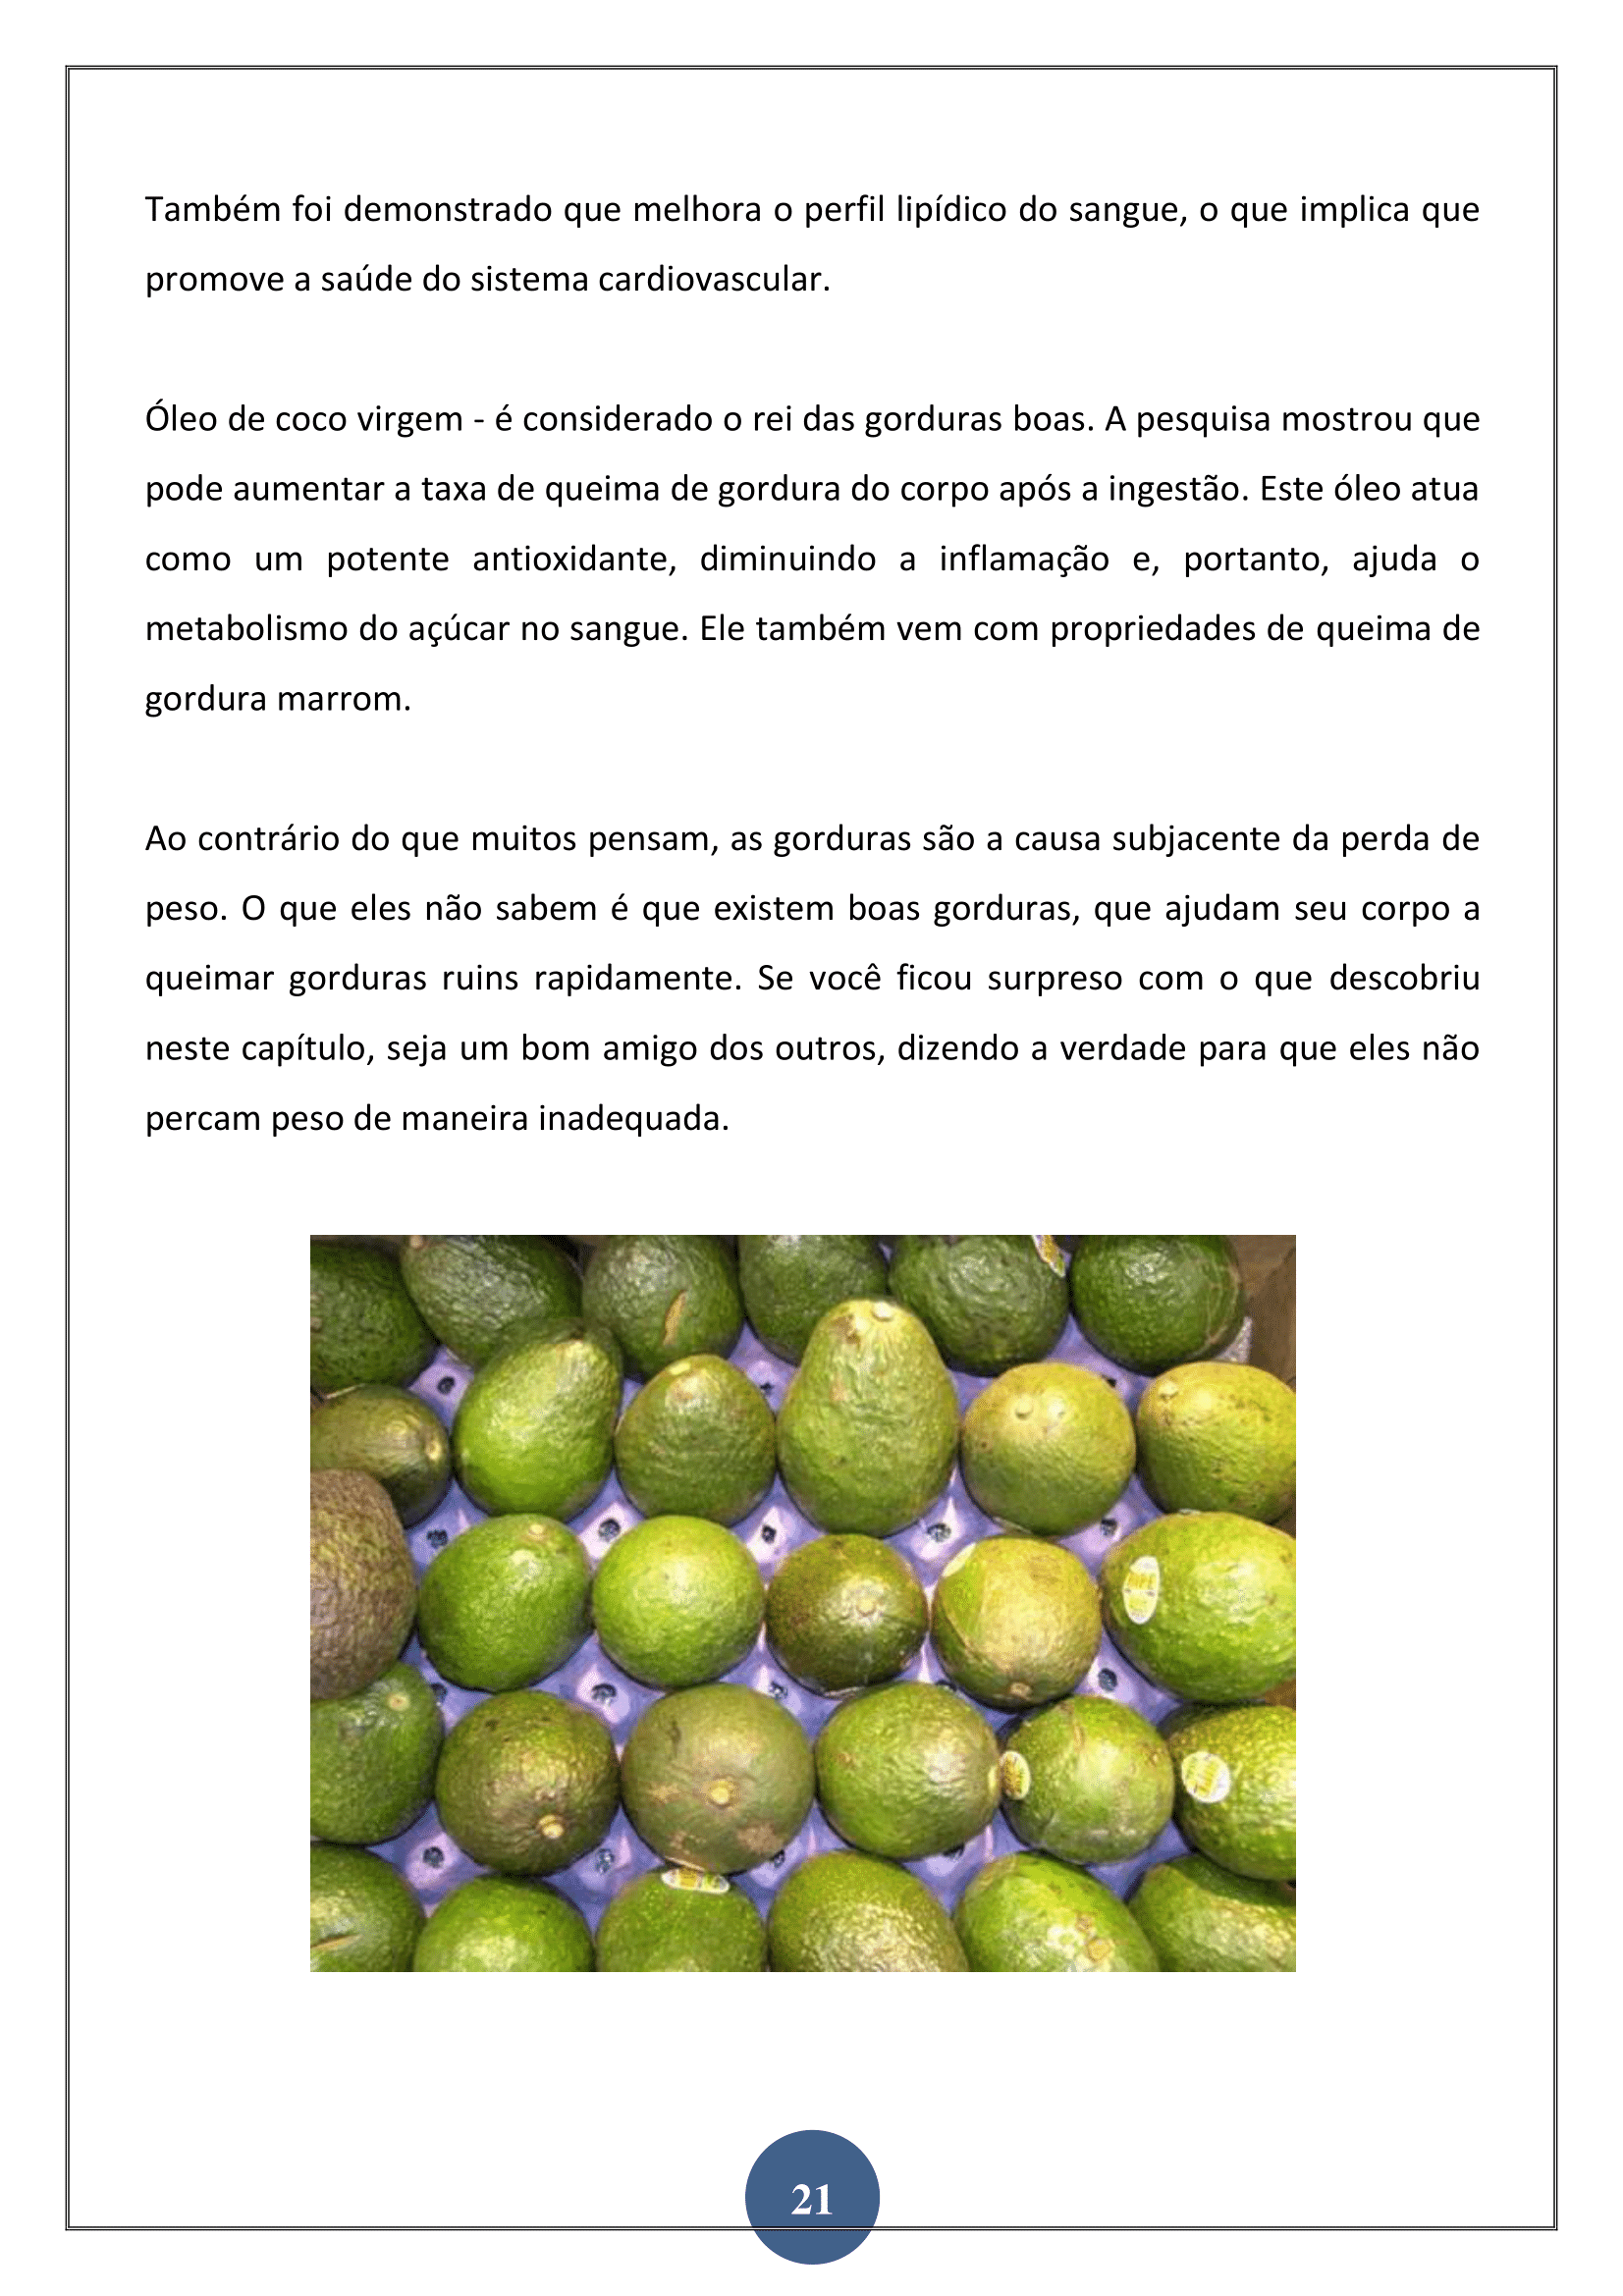 Também foi demonstrado que melhora o perfil lipídico do sangue, o que implica que
promove a saúde do sistema cardiovascular.
Óleo de coco virgem - é considerado o rei das gorduras boas. A pesquisa mostrou que
pode aumentar a taxa de queima de gordura do corpo após a ingestão. Este óleo atua
como um potente antioxidante, diminuindo a inflamação e, portanto, ajuda o
metabolismo do açúcar no sangue. Ele também vem com propriedades de queima de
gordura marrom.
Ao contrário do que muitos pensam, as gorduras são a causa subjacente da perda de
peso. O que eles não sabem é que existem boas gorduras, que ajudam seu corpo a
queimar gorduras ruins rapidamente. Se você ficou surpreso com o que descobriu
neste capítulo, seja um bom amigo dos outros, dizendo a verdade para que eles não
percam peso de maneira inadequada.
21